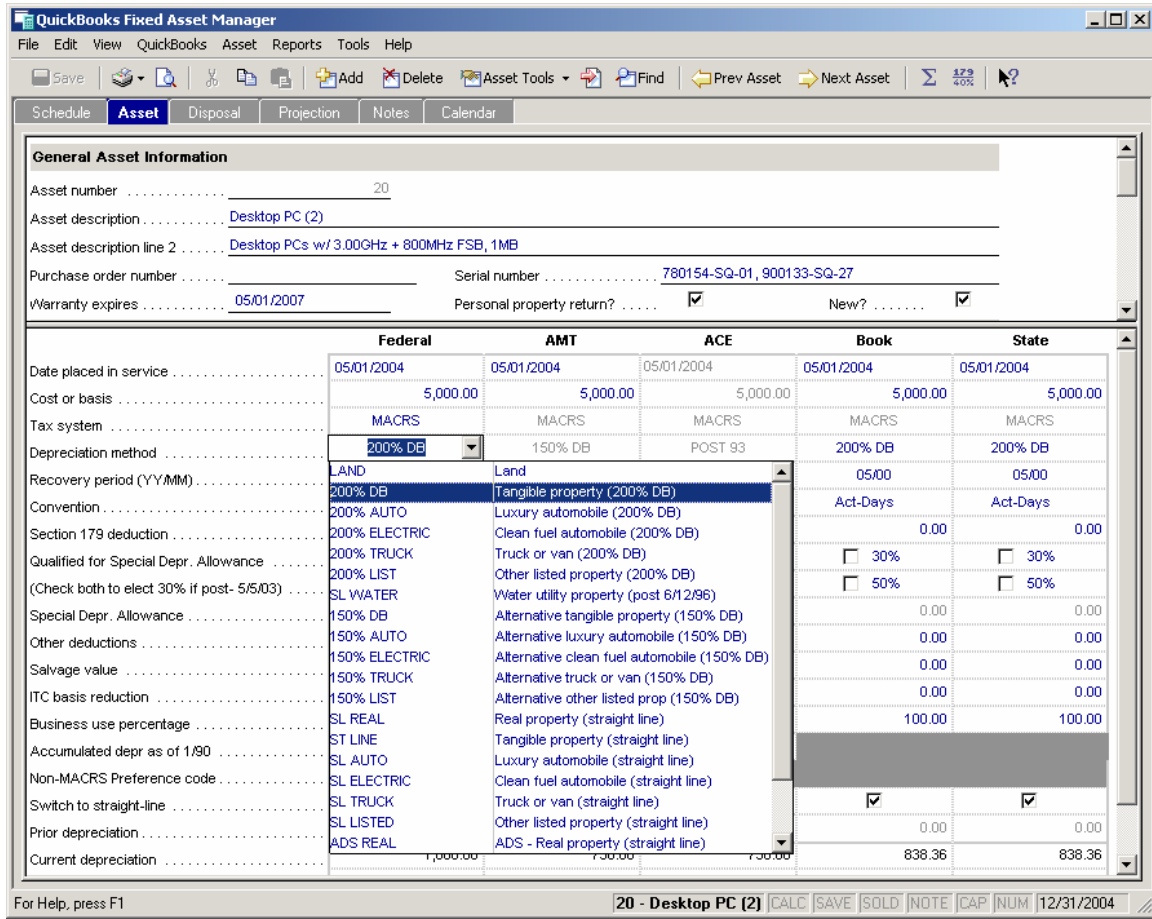 QuickBooks Fixed Asset Manager
File Edit View QuickBooks Asset Reports Tools Help
Save Add Delete Asset Tools Find Prev Asset Next Asset Σ 179 40% ?
Schedule Asset Disposal Projection Notes Calendar
General Asset Information
Asset number . . . . . . . . . . . . . 20
Asset description . . . . . . . . . . . Desktop PC (2)
Asset description line 2 . . . . . . Desktop PCs w/ 3.00GHz + 800MHz FSB, 1MB
Purchase order number . . . . . . Serial number . . . . . . . . . . . . . . . 780154-SQ-01, 900133-SQ-27
Warranty expires . . . . . . . . . . . 05/01/2007 Personal property return? . . . . . New? . . . . . . .
Federal AMT ACE Book State
Date placed in service . . . . . . . . . . . . . . . . . . . . 05/01/2004 05/01/2004 05/01/2004 05/01/2004 05/01/2004
Cost or basis . . . . . . . . . . . . . . . . . . . . . . . . . . . 5,000.00 5,000.00 5,000.00 5,000.00 5,000.00
Tax system . . . . . . . . . . . . . . . . . . . . . . . . . . . . MACRS MACRS MACRS MACRS MACRS
Depreciation method . . . . . . . . . . . . . . . . . . . . . 200% DB 150% DB POST 93 200% DB 200% DB
Recovery period (YY/MM) . . . . . . . . . . . . . . . . . 05/00 05/00
Convention . . . . . . . . . . . . . . . . . . . . . . . . . . . . Act-Days Act-Days
Section 179 deduction . . . . . . . . . . . . . . . . . . . . 0.00 0.00
Qualified for Special Depr. Allowance . . . . . . . 30% 30%
(Check both to elect 30% if post- 5/5/03) . . . . . 50% 50%
Special Depr. Allowance . . . . . . . . . . . . . . . . . . 0.00 0.00
Other deductions . . . . . . . . . . . . . . . . . . . . . . . . 0.00 0.00
Salvage value . . . . . . . . . . . . . . . . . . . . . . . . . . 0.00 0.00
ITC basis reduction . . . . . . . . . . . . . . . . . . . . . . 0.00 0.00
Business use percentage . . . . . . . . . . . . . . . . . 100.00 100.00
Accumulated depr as of 1/90 . . . . . . . . . . . . . .
Non-MACRS Preference code . . . . . . . . . . . . . .
Switch to straight-line . . . . . . . . . . . . . . . . . . . .
Prior depreciation . . . . . . . . . . . . . . . . . . . . . . . . 0.00 0.00
Current depreciation . . . . . . . . . . . . . . . . . . . . . 1,000.00 750.00 750.00 838.36 838.36
LAND Land
200% DB Tangible property (200% DB)
200% AUTO Luxury automobile (200% DB)
200% ELECTRIC Clean fuel automobile (200% DB)
200% TRUCK Truck or van (200% DB)
200% LIST Other listed property (200% DB)
SL WATER Water utility property (post 6/12/96)
150% DB Alternative tangible property (150% DB)
150% AUTO Alternative luxury automobile (150% DB)
150% ELECTRIC Alternative clean fuel automobile (150% DB)
150% TRUCK Alternative truck or van (150% DB)
150% LIST Alternative other listed prop (150% DB)
SL REAL Real property (straight line)
ST LINE Tangible property (straight line)
SL AUTO Luxury automobile (straight line)
SL ELECTRIC Clean fuel automobile (straight line)
SL TRUCK Truck or van (straight line)
SL LISTED Other listed property (straight line)
ADS REAL ADS - Real property (straight line)
For Help, press F1 20 - Desktop PC (2) CALC SAVE SOLD NOTE CAP NUM 12/31/2004